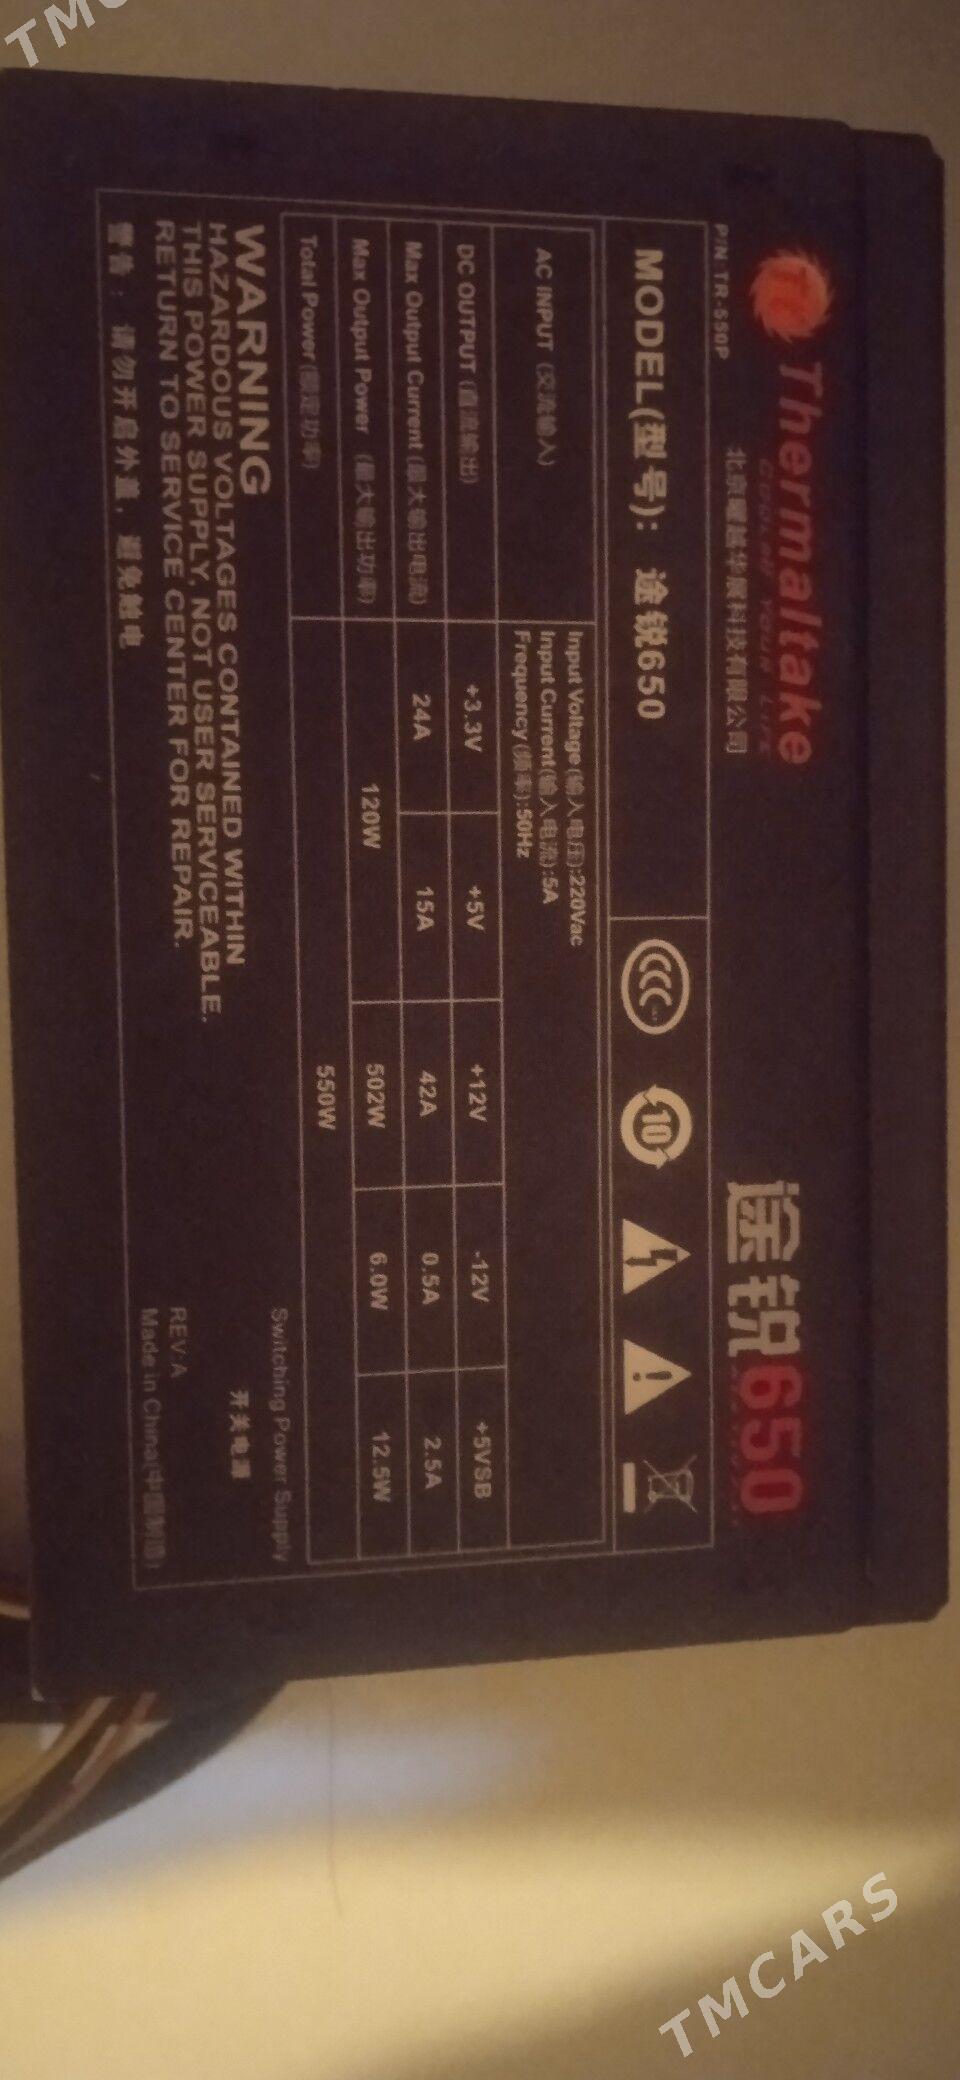 Thermaltake
COOL ALL YOUR LIFE
途锐650
P/N TR-550P
北京曜越华展科技有限公司
MODEL(型号): 途锐650
10
AC INPUT (交流输入)
Input Voltage (输入电压):220Vac
Input Current(输入电流):5A
Frequency (频率):50Hz
DC OUTPUT (直流输出) +3.3V +5V +12V -12V +5VSB
Max Output Current (最大输出电流) 24A 15A 42A 0.5A 2.5A
Max Output Power (最大输出功率) 120W 502W 6.0W 12.5W
Total Power (额定功率) 550W
WARNING
HAZARDOUS VOLTAGES CONTAINED WITHIN
THIS POWER SUPPLY, NOT USER SERVICEABLE.
RETURN TO SERVICE CENTER FOR REPAIR.
警告: 请勿开启外盖, 避免触电
Switching Power Supply
开关电源
REV:A
Made in China(中国制造)
TMCARS